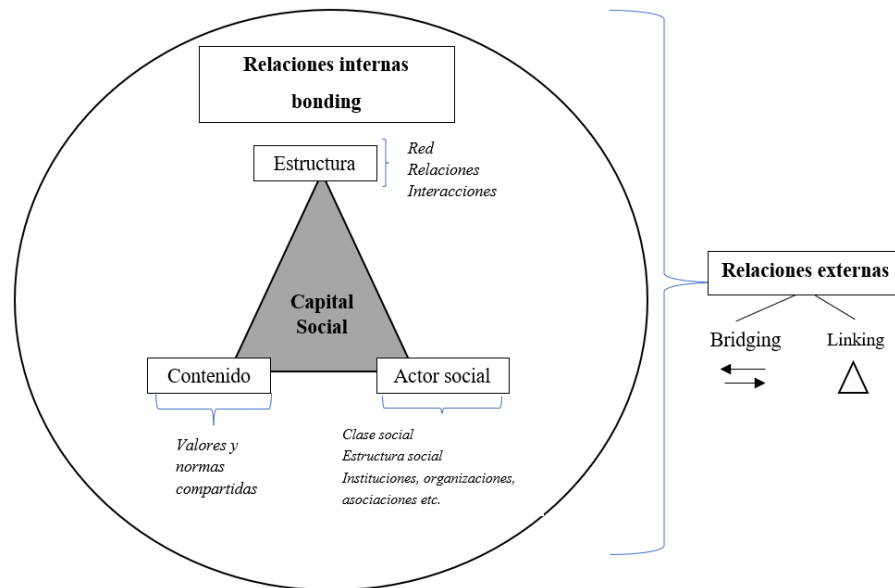 Relaciones internas
bonding
Estructura
Red
Relaciones
Interacciones
Capital
Social
Contenido
Actor social
Valores y
normas
compartidas
Clase social
Estructura social
Instituciones, organizaciones,
asociaciones etc.
Relaciones externas
Bridging
Linking